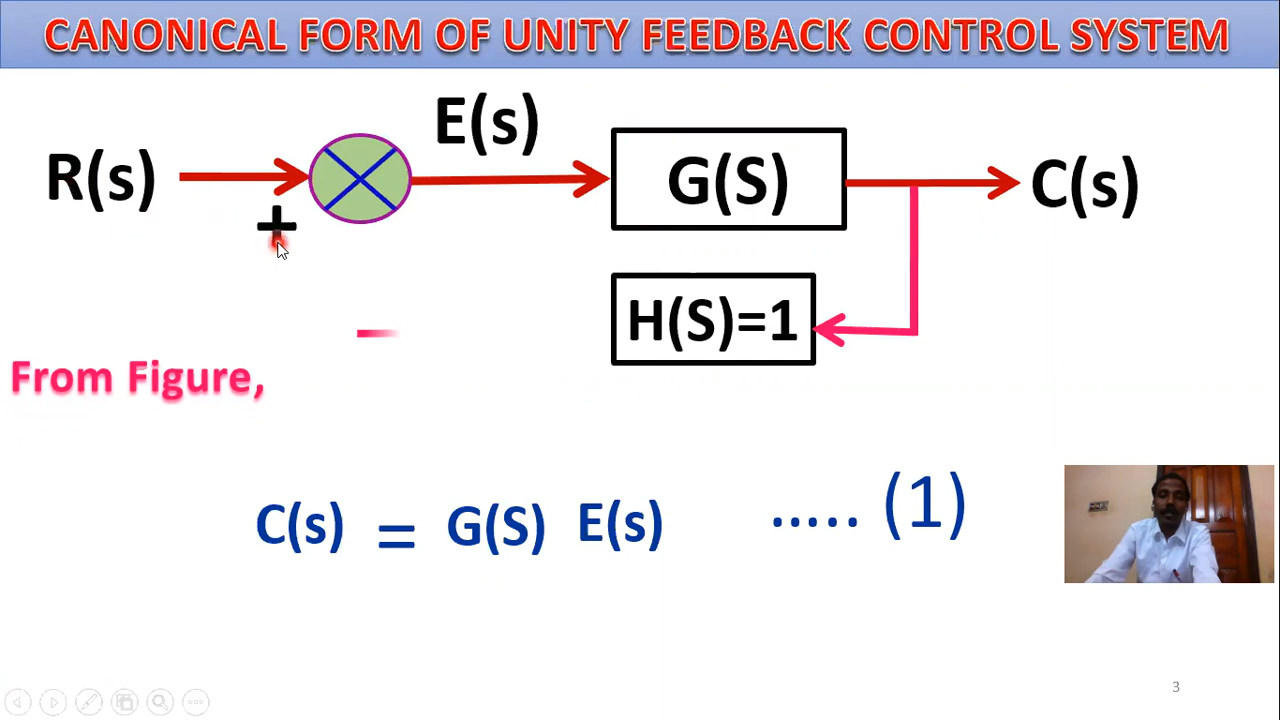 CANONICAL FORM OF UNITY FEEDBACK CONTROL SYSTEM
E(s)
R(s) G(S) C(s)
+
H(S)=1
–
From Figure,
C(s) = G(S) E(s) ..... (1)
3